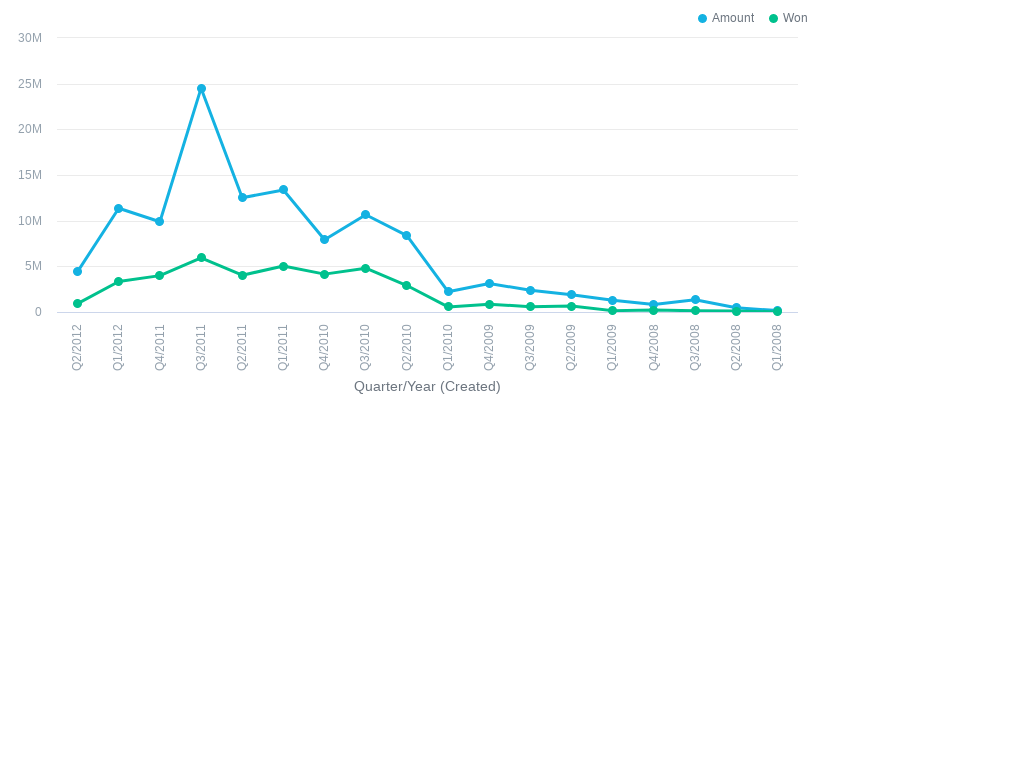 Amount Won
30M
25M
20M
15M
10M
5M
0
Q2/2012
Q1/2012
Q4/2011
Q3/2011
Q2/2011
Q1/2011
Q4/2010
Q3/2010
Q2/2010
Q1/2010
Q4/2009
Q3/2009
Q2/2009
Q1/2009
Q4/2008
Q3/2008
Q2/2008
Q1/2008
Quarter/Year (Created)